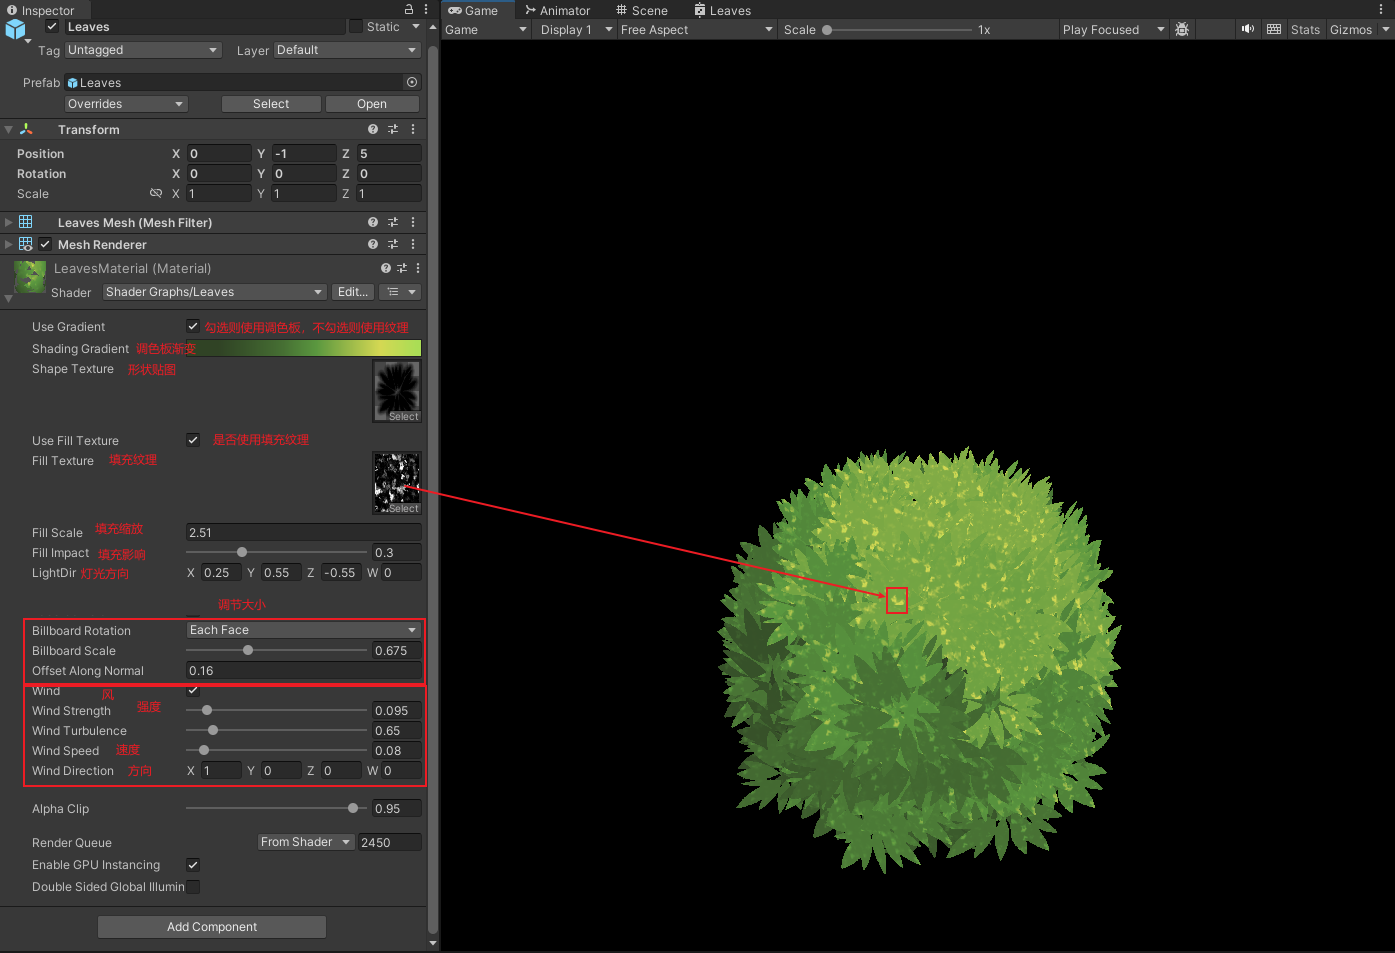 Inspector
Leaves
Static
Tag Untagged Layer Default
Prefab Leaves
Overrides Select Open
Transform
Position X 0 Y -1 Z 5
Rotation X 0 Y 0 Z 0
Scale X 1 Y 1 Z 1
Leaves Mesh (Mesh Filter)
Mesh Renderer
LeavesMaterial (Material)
Shader Shader Graphs/Leaves Edit...
Use Gradient 勾选则使用调色板，不勾选则使用纹理
Shading Gradient 调色板渐变
Shape Texture 形状贴图
Select
Use Fill Texture 是否使用填充纹理
Fill Texture 填充纹理
Select
Fill Scale 填充缩放 2.51
Fill Impact 填充影响 0.3
LightDir 灯光方向 X 0.25 Y 0.55 Z -0.55 W 0
调节大小
Billboard Rotation Each Face
Billboard Scale 0.675
Offset Along Normal 0.16
Wind 风
Wind Strength 强度 0.095
Wind Turbulence 0.65
Wind Speed 速度 0.08
Wind Direction 方向 X 1 Y 0 Z 0 W 0
Alpha Clip 0.95
Render Queue From Shader 2450
Enable GPU Instancing
Double Sided Global Illumin
Add Component
Game Animator Scene Leaves
Game Display 1 Free Aspect Scale 1x Play Focused Stats Gizmos